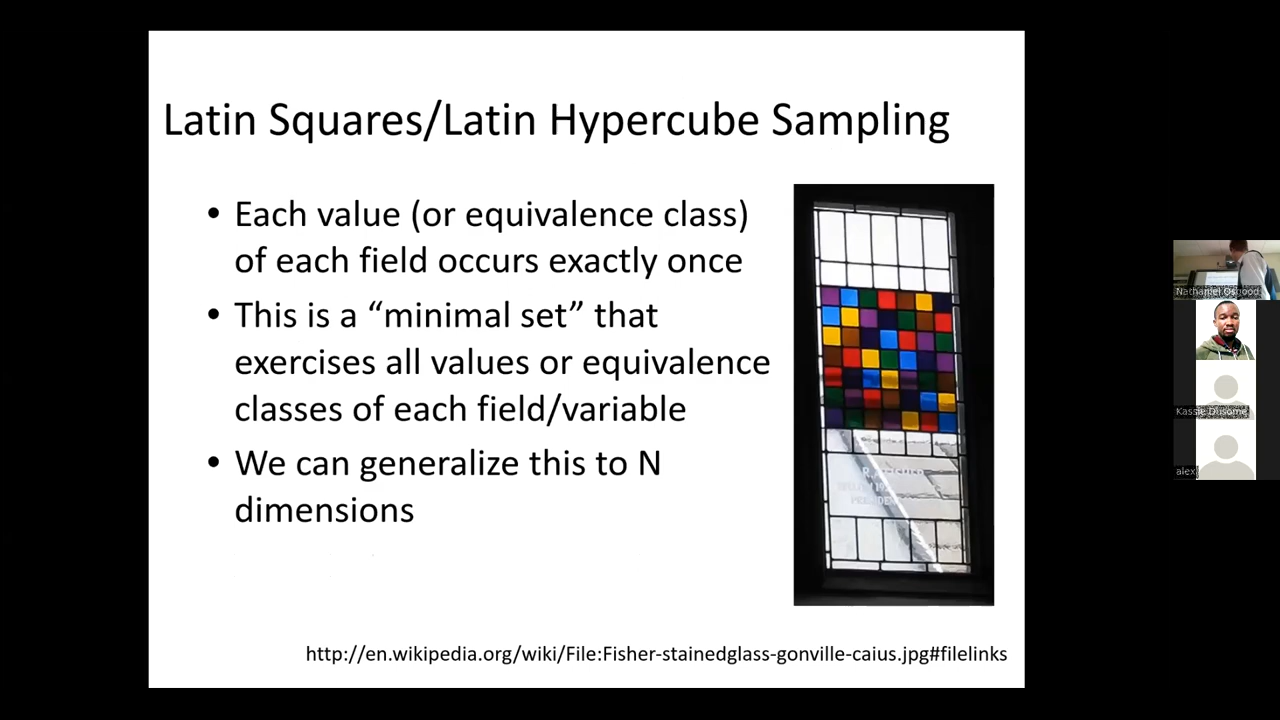 Latin Squares/Latin Hypercube Sampling
• Each value (or equivalence class)
of each field occurs exactly once
• This is a “minimal set” that
exercises all values or equivalence
classes of each field/variable
• We can generalize this to N
dimensions
http://en.wikipedia.org/wiki/File:Fisher-stainedglass-gonville-caius.jpg#filelinks
Nathaniel Osgood
Kassie Dusome
alex